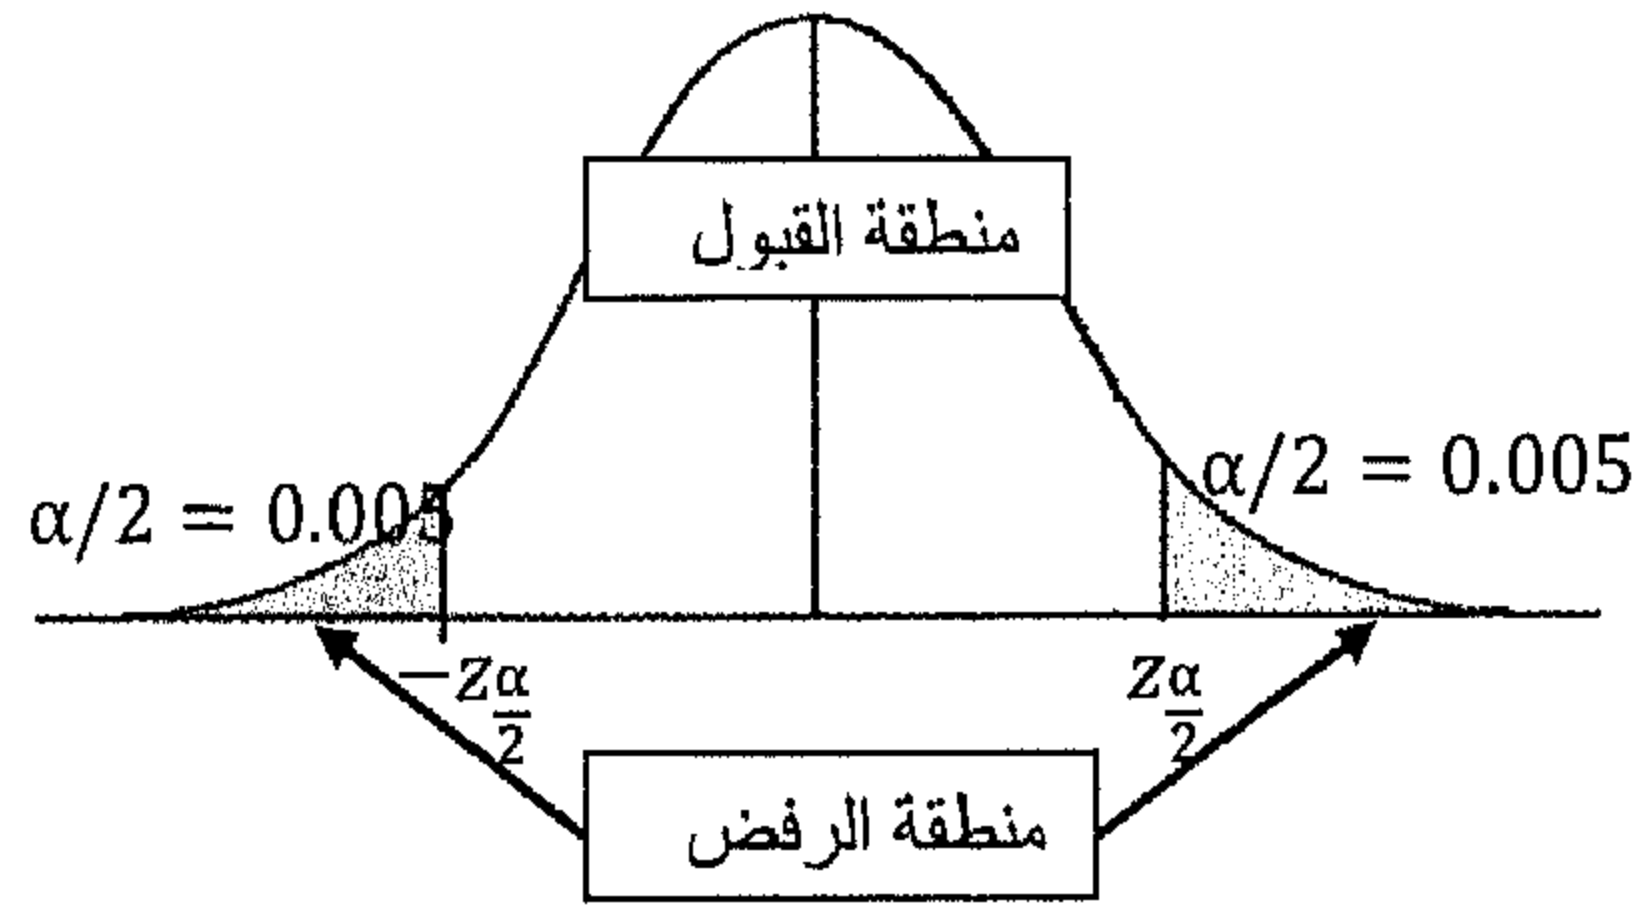 منطقة القبول
α/2 = 0.005
α/2 = 0.005
−zα/2
zα/2
منطقة الرفض